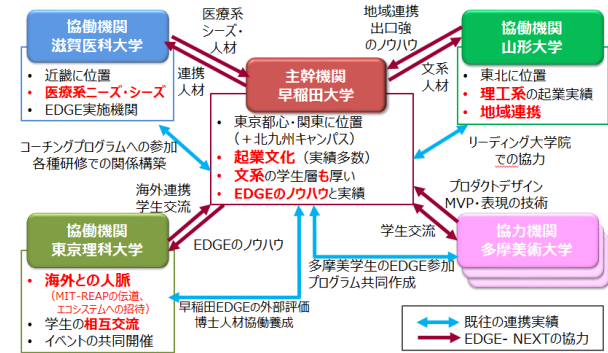 協働機関
滋賀医科大学
• 近畿に位置
• 医療系ニーズ・シーズ
• EDGE実施機関
医療系
シーズ・
人材
連携
人材
主幹機関
早稲田大学
• 東京都心・関東に位置
（＋北九州キャンパス）
• 起業文化（実績多数）
• 文系の学生層も厚い
• EDGEのノウハウと実績
地域連携
出口強
のノウハウ
文系
人材
協働機関
山形大学
• 東北に位置
• 理工系の起業実績
• 地域連携
コーチングプログラムへの参加
各種研修での関係構築
リーディング大学院
での協力
海外連携
学生交流
EDGEのノウハウ
プロダクトデザイン
MVP・表現の技術
学生交流
協働機関
東京理科大学
• 海外との人脈
（MIT-REAPの伝道、
エコシステムへの招待）
• 学生の相互交流
• イベントの共同開催
協力機関
多摩美術大学
多摩美学生のEDGE参加
プログラム共同作成
早稲田EDGEの外部評価
博士人材協働養成
既往の連携実績
EDGE- NEXTの協力